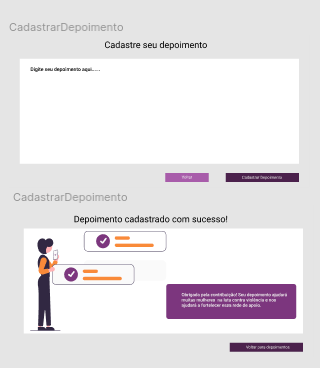 CadastrarDepoimento
Cadastre seu depoimento
Digite seu depoimento aqui......
Voltar
Cadastrar Depoimento
CadastrarDepoimento
Depoimento cadastrado com sucesso!
Obrigada pela contribuição! Seu depoimento ajudará
muitas mulheres na luta contra violência e nos
ajudará a fortalecer essa rede de apoio.
Voltar para depoimentos